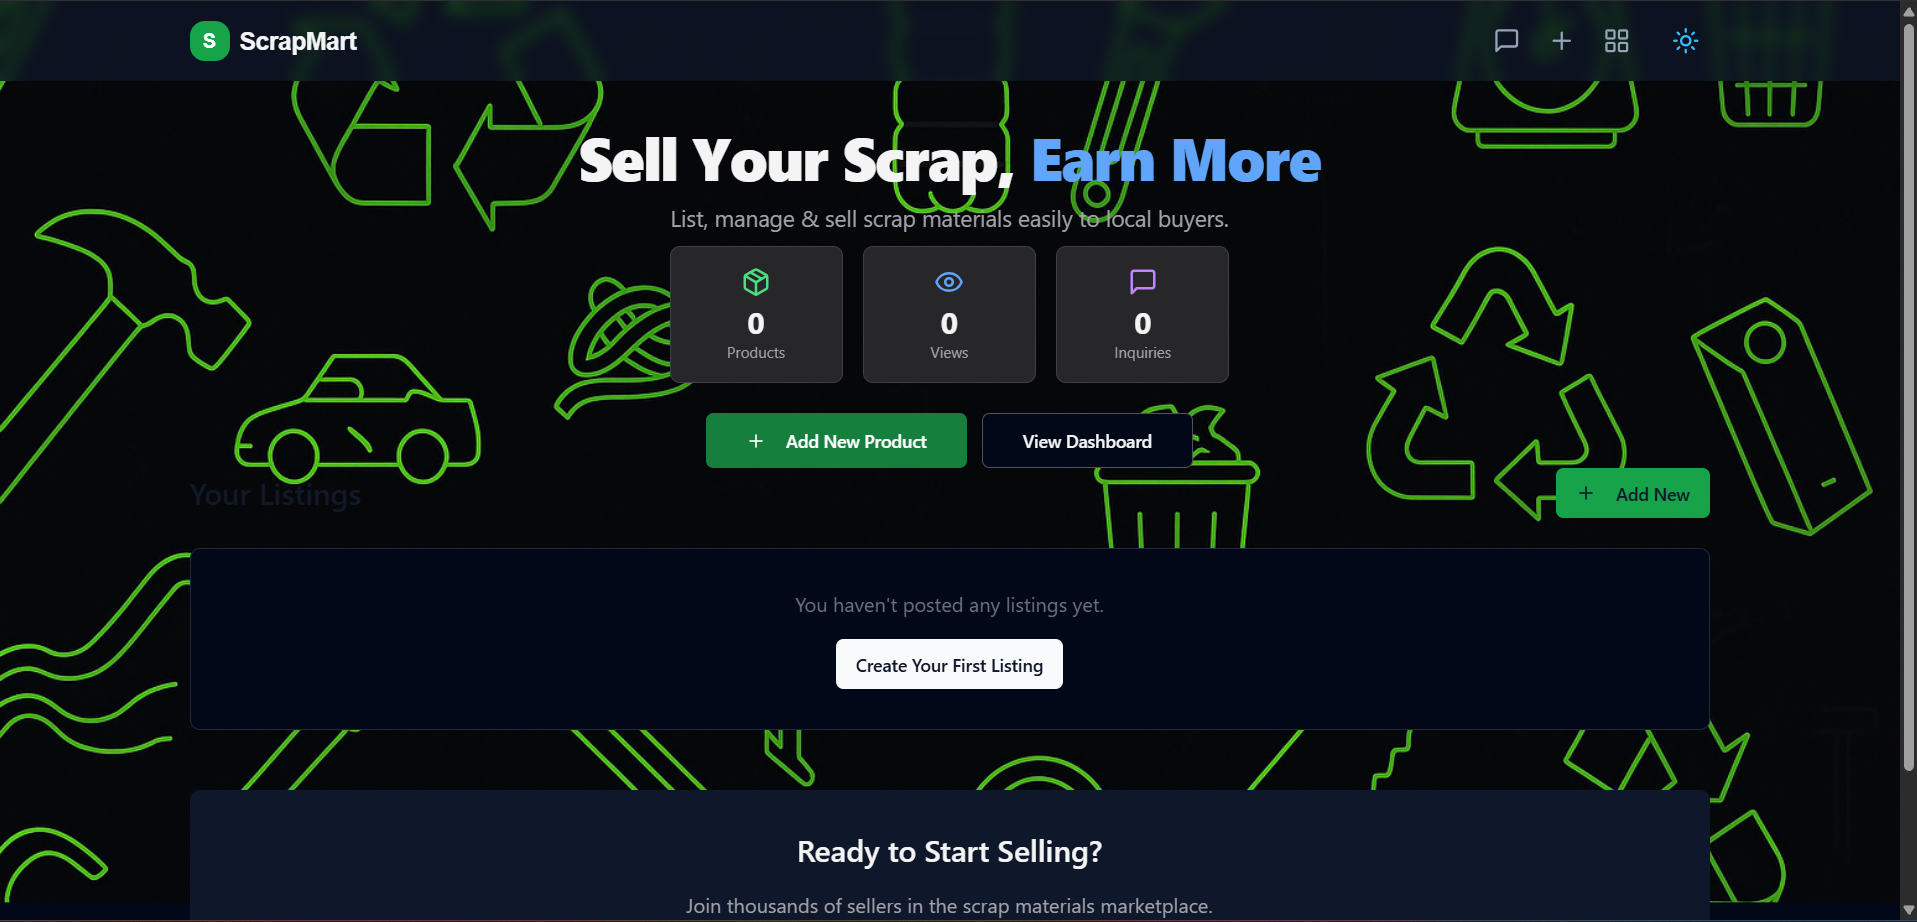 S ScrapMart
Sell Your Scrap, Earn More
List, manage & sell scrap materials easily to local buyers.
0 0 0
Products Views Inquiries
+ Add New Product View Dashboard
Your Listings + Add New
You haven't posted any listings yet.
Create Your First Listing
Ready to Start Selling?
Join thousands of sellers in the scrap materials marketplace.